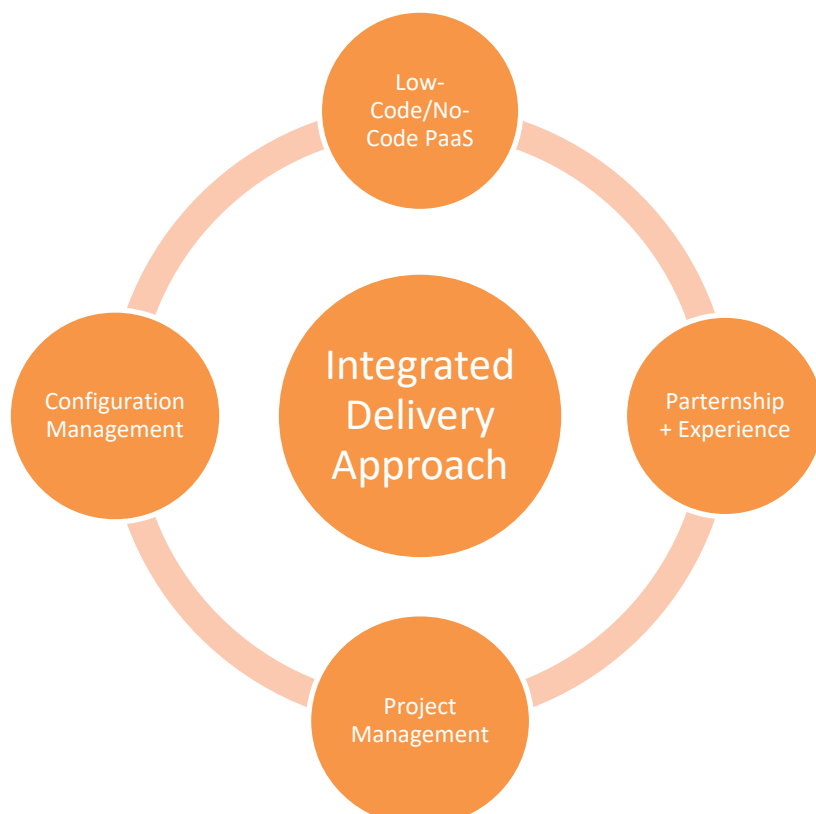 Low-
Code/No-
Code PaaS
Integrated
Delivery
Approach
Configuration
Management
Parternship
+ Experience
Project
Management